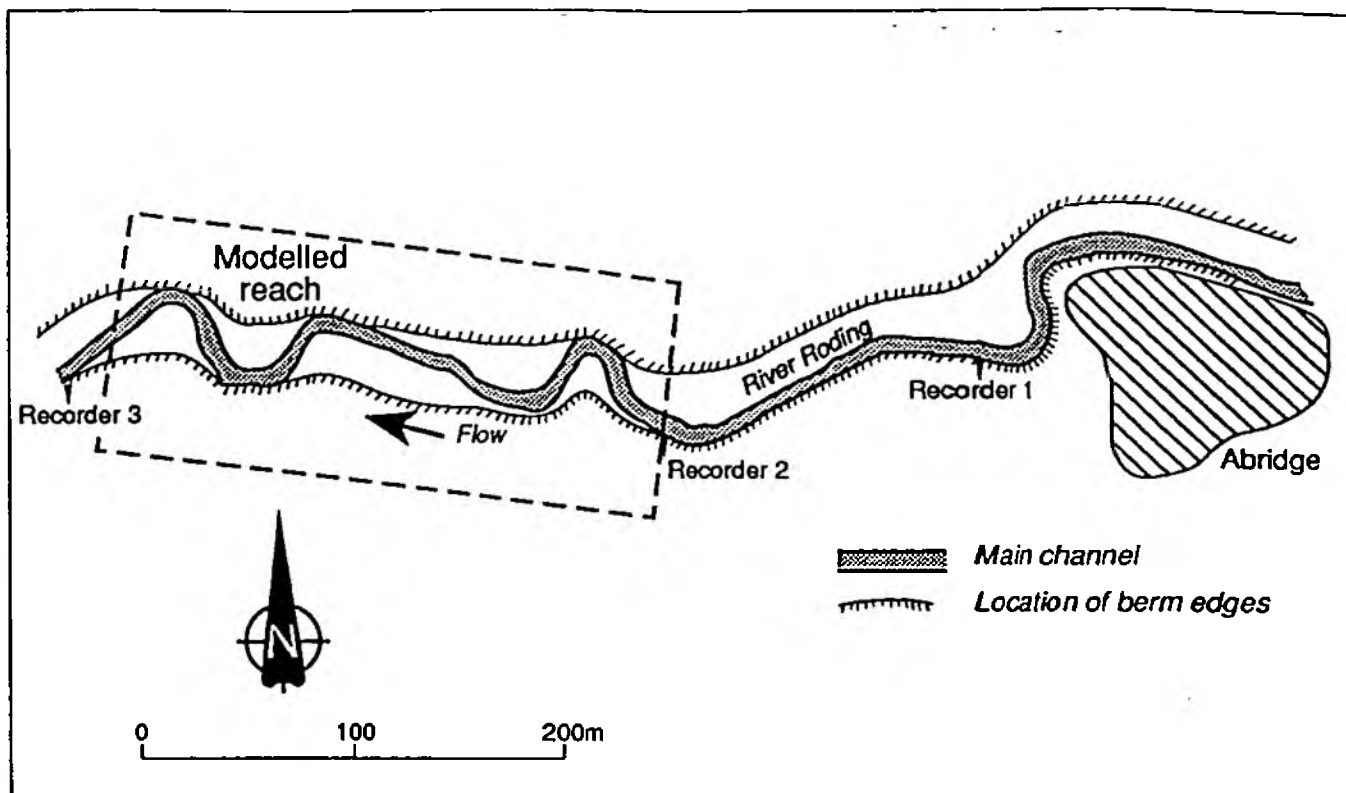 Modelled
reach
River Roding
Recorder 1
Recorder 3
Flow
Recorder 2
Abridge
Main channel
Location of berm edges
N
0 100 200m